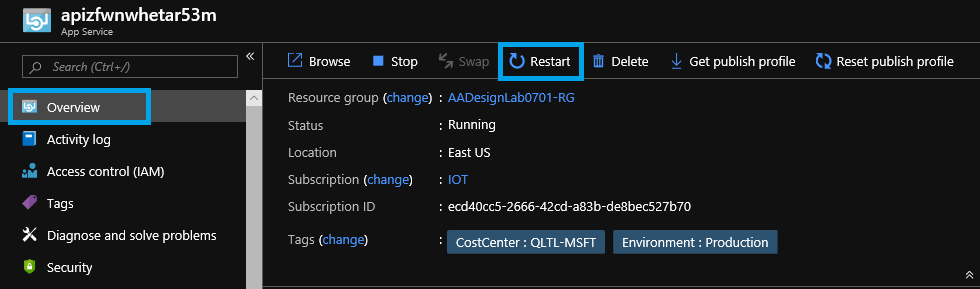 apizfwnwhetar53m
App Service
Search (Ctrl+/)
Overview
Activity log
Access control (IAM)
Tags
Diagnose and solve problems
Security
Browse Stop Swap Restart Delete Get publish profile Reset publish profile
Resource group (change) : AADesignLab0701-RG
Status : Running
Location : East US
Subscription (change) : IOT
Subscription ID : ecd40cc5-2666-42cd-a83b-de8bec527b70
Tags (change) : CostCenter : QLTL-MSFT Environment : Production